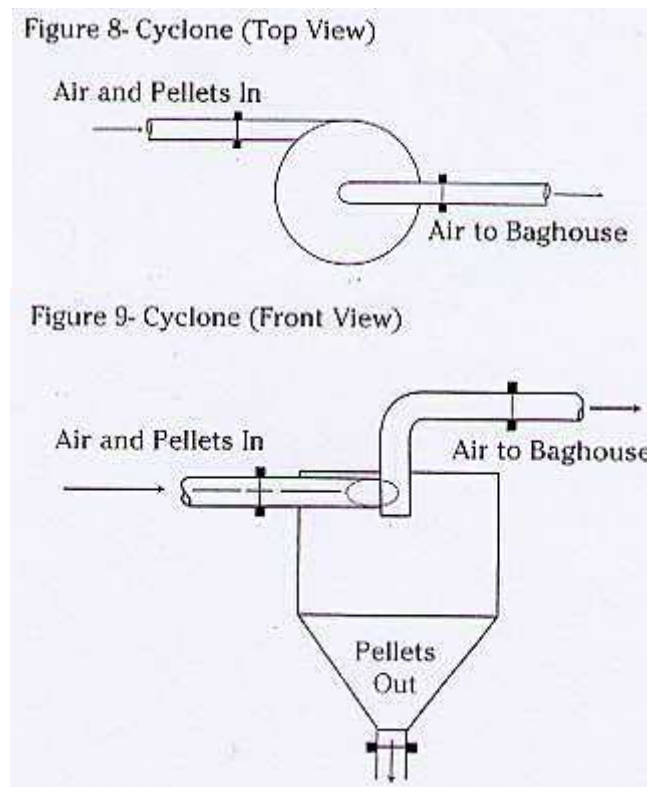 Figure 8- Cyclone (Top View)
Air and Pellets In
Air to Baghouse
Figure 9- Cyclone (Front View)
Air and Pellets In
Air to Baghouse
Pellets
Out